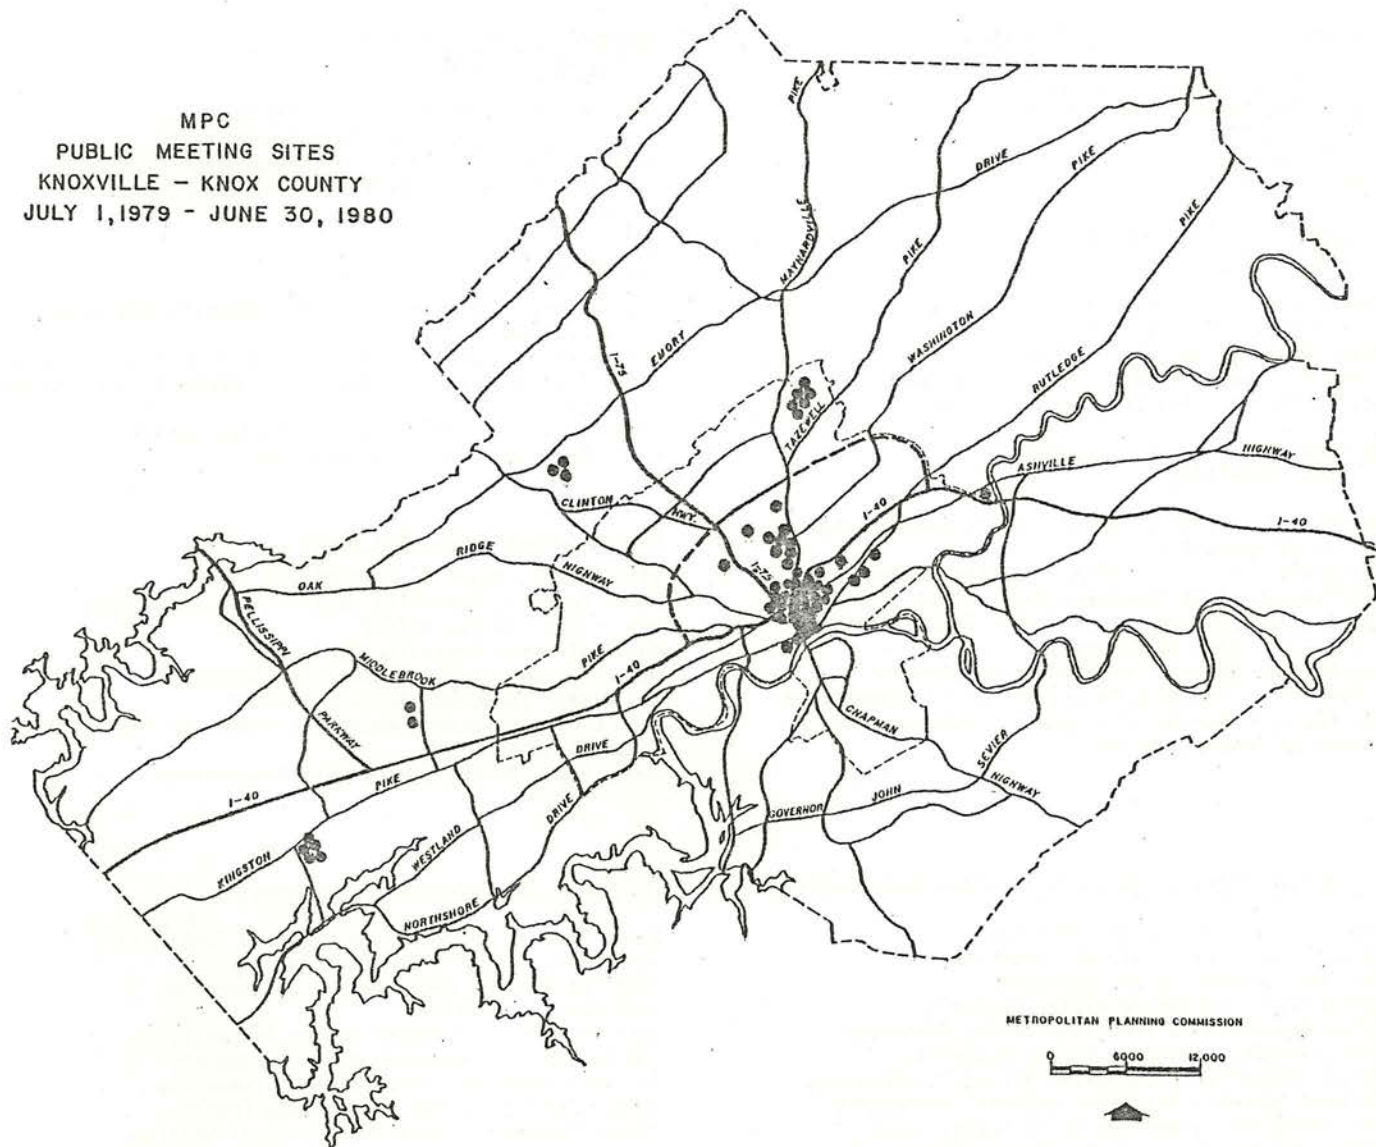 MPC
PUBLIC MEETING SITES
KNOXVILLE – KNOX COUNTY
JULY 1, 1979 - JUNE 30, 1980
PIKE
DRIVE
PIKE
PIKE
MAYNARDVILLE
PIKE
I-75
EMORY
WASHINGTON
RUTLEDGE
TAZEWELL
ASHVILLE
HIGHWAY
CLINTON
HWY.
I-40
I-40
OAK
RIDGE
HIGHWAY
I-75
PELLISSIPPI
PARKWAY
MIDDLEBROOK
PIKE
I-40
CHAPMAN
HIGHWAY
SEVIER
DRIVE
PIKE
I-40
GOVERNOR
JOHN
DRIVE
WESTLAND
KINGSTON
NORTHSHORE
METROPOLITAN PLANNING COMMISSION
0 6000 12,000